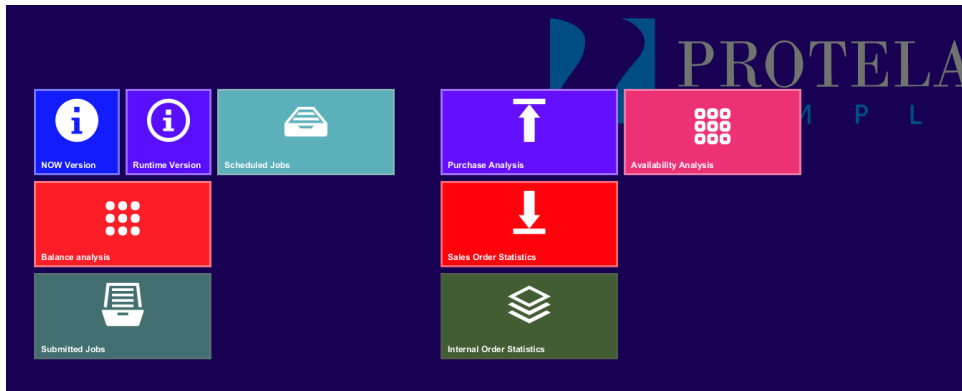 PROTELA
M P L
NOW Version
Runtime Version
Scheduled Jobs
Purchase Analysis
Availability Analysis
Balance analysis
Sales Order Statistics
Submitted Jobs
Internal Order Statistics